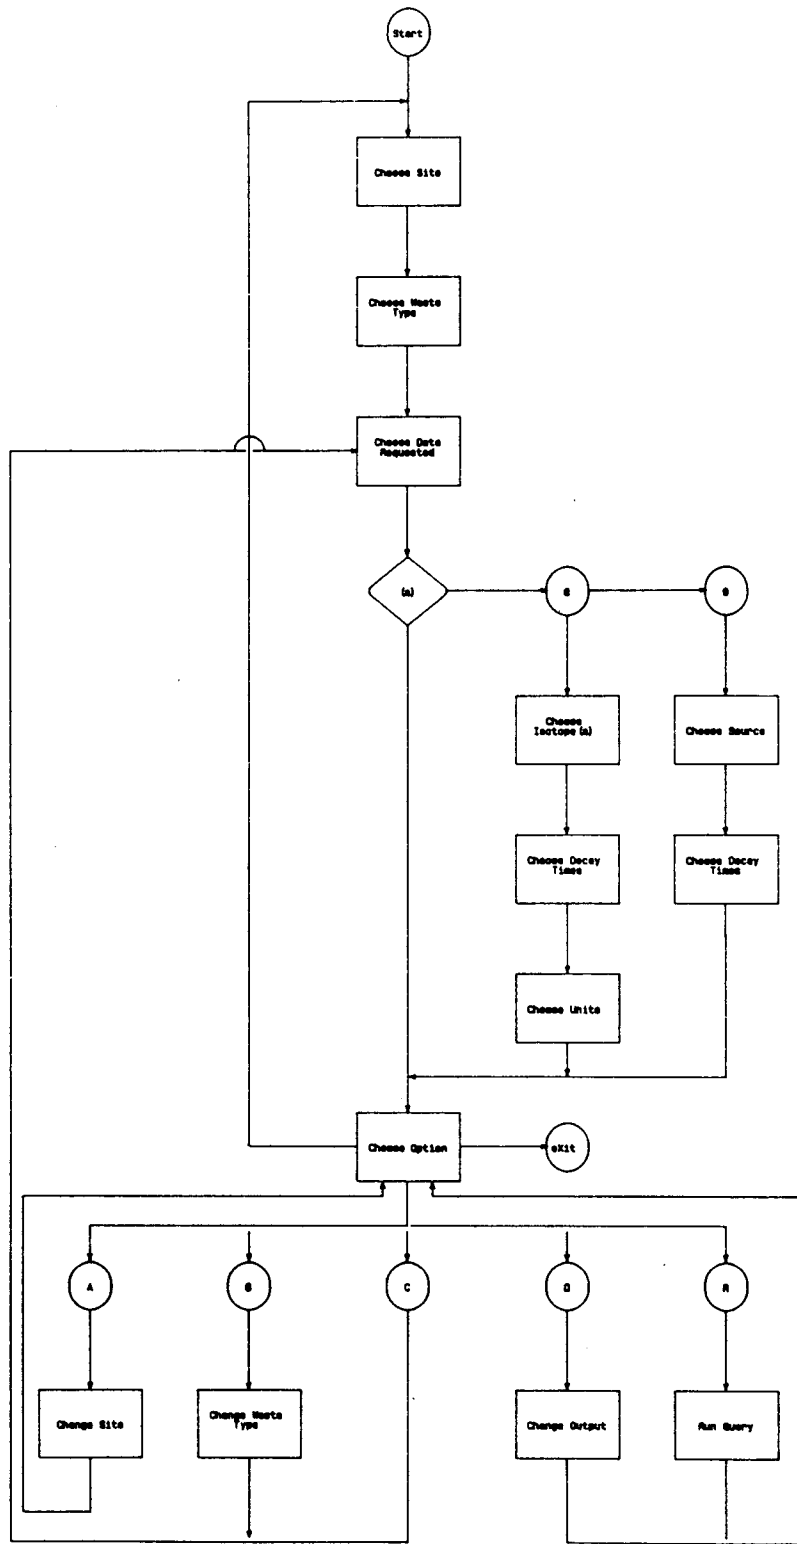 Start
Choose Site
Choose Waste
Type
Choose Data
Requested
(a)
Choose
Isotope(s)
Choose Source
Choose Decay
Times
Choose Decay
Times
Choose Units
Choose Option
eXit
A
B
C
D
R
Change Site
Change Waste
Type
Change Output
Run Query